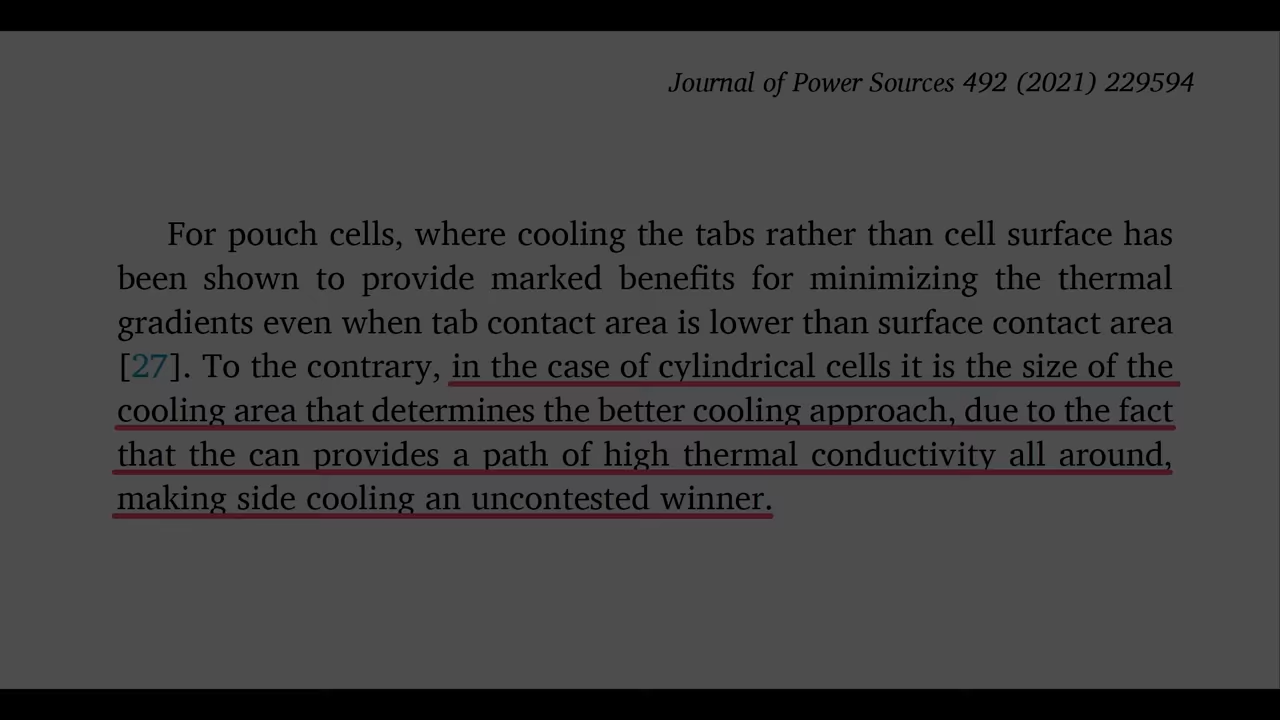 Journal of Power Sources 492 (2021) 229594
For pouch cells, where cooling the tabs rather than cell surface has
been shown to provide marked benefits for minimizing the thermal
gradients even when tab contact area is lower than surface contact area
[27]. To the contrary, in the case of cylindrical cells it is the size of the
cooling area that determines the better cooling approach, due to the fact
that the can provides a path of high thermal conductivity all around,
making side cooling an uncontested winner.